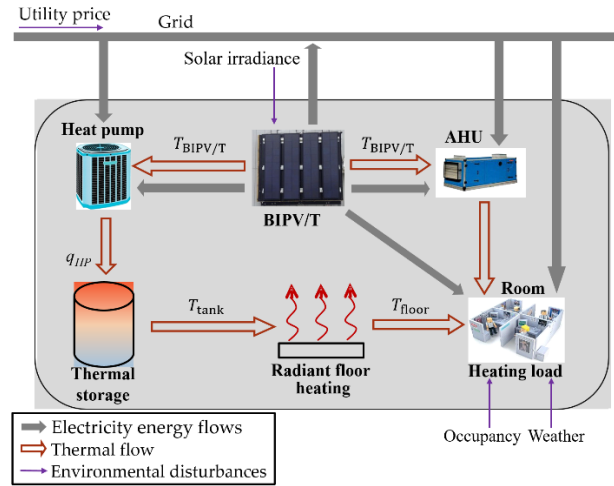 Utility price
Grid
Solar irradiance
Heat pump
T_BIPV/T
T_BIPV/T
AHU
BIPV/T
q_HP
Room
T_tank
T_floor
Thermal
storage
Radiant floor
heating
Heating load
Electricity energy flows
Thermal flow
Environmental disturbances
Occupancy Weather